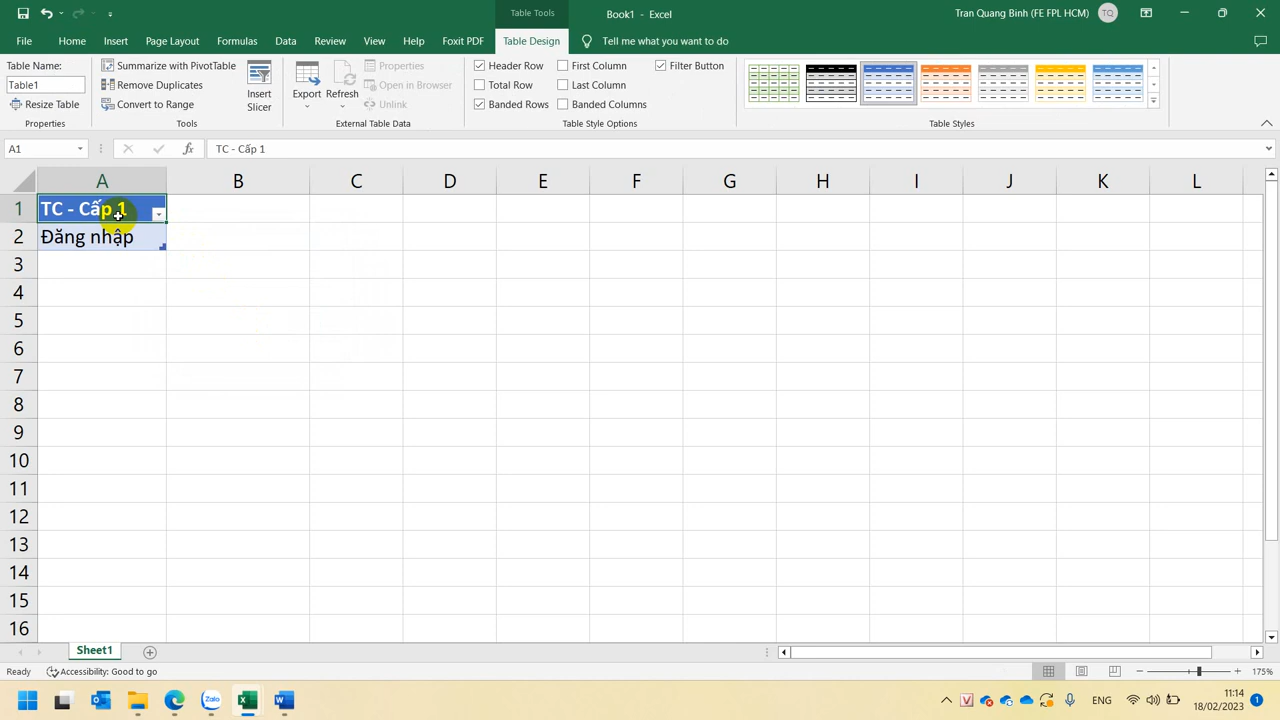 Table Tools
Book1 - Excel
Tran Quang Binh (FE FPL HCM)
TQ
File
Home
Insert
Page Layout
Formulas
Data
Review
View
Help
Foxit PDF
Table Design
Tell me what you want to do
Table Name:
Table1
Resize Table
Properties
Summarize with PivotTable
Remove Duplicates
Convert to Range
Tools
Insert Slicer
Export
Refresh
Properties
Open in Browser
Unlink
External Table Data
Header Row
Total Row
Banded Rows
First Column
Last Column
Banded Columns
Filter Button
Table Style Options
Table Styles
A1
fx
TC - Cấp 1
A B C D E F G H I J K L
1 TC - Cấp 1
2 Đăng nhập
3
4
5
6
7
8
9
10
11
12
13
14
15
16
Sheet1
Ready
Accessibility: Good to go
175%
Zalo
ENG
11:14
18/02/2023
1